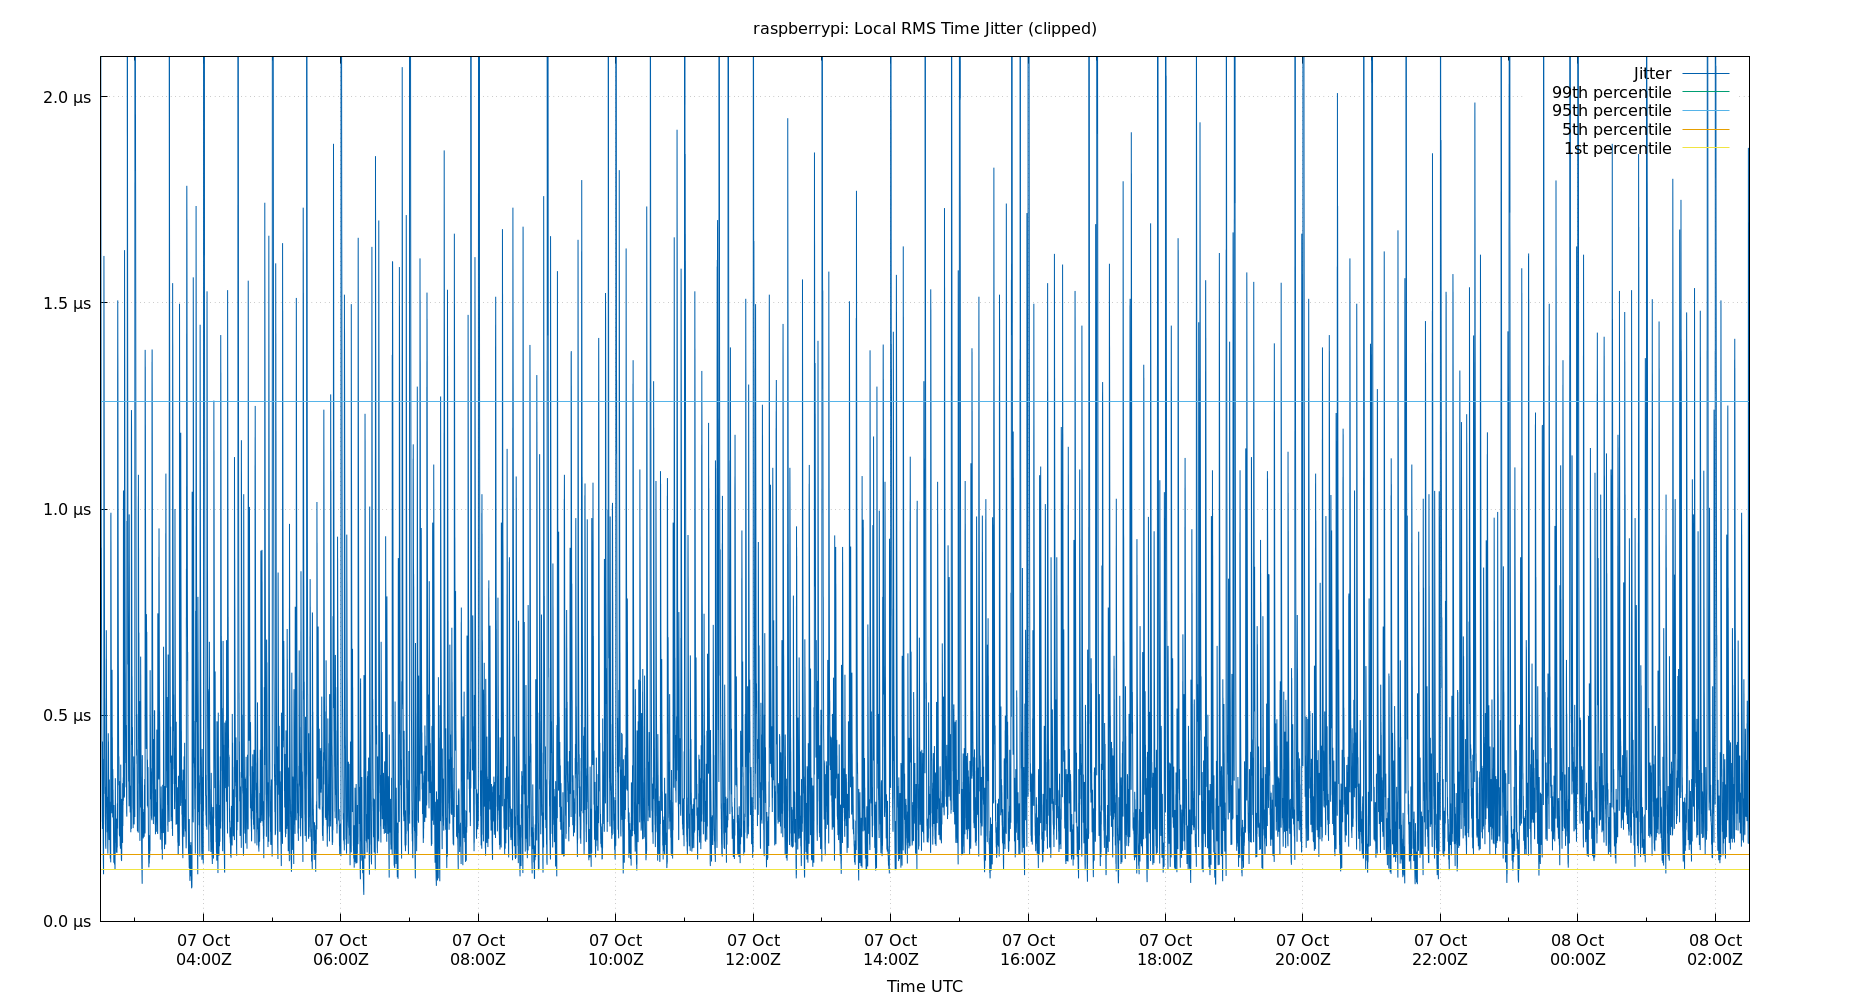 raspberrypi: Local RMS Time Jitter (clipped)
Jitter
99th percentile
95th percentile
5th percentile
1st percentile
2.0 µs
1.5 µs
1.0 µs
0.5 µs
0.0 µs
07 Oct 07 Oct 07 Oct 07 Oct 07 Oct 07 Oct 07 Oct 07 Oct 07 Oct 07 Oct 08 Oct 08 Oct
04:00Z 06:00Z 08:00Z 10:00Z 12:00Z 14:00Z 16:00Z 18:00Z 20:00Z 22:00Z 00:00Z 02:00Z
Time UTC